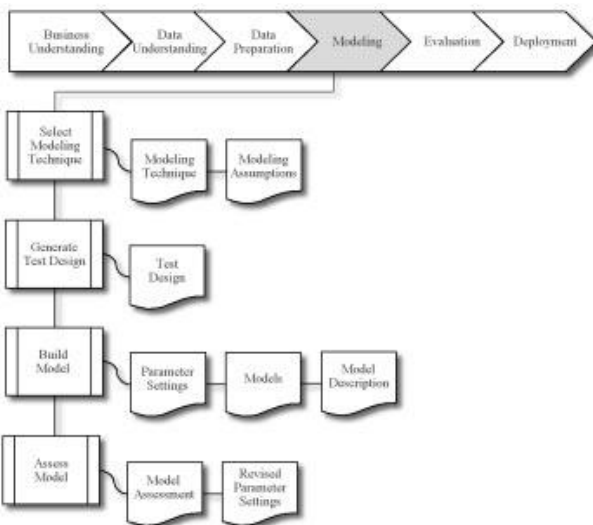 Business
Understanding
Data
Understanding
Data
Preparation
Modeling
Evaluation
Deployment
Select
Modeling
Technique
Modeling
Technique
Modeling
Assumptions
Generate
Test Design
Test
Design
Build
Model
Parameter
Settings
Models
Model
Description
Assess
Model
Model
Assessment
Revised
Parameter
Settings